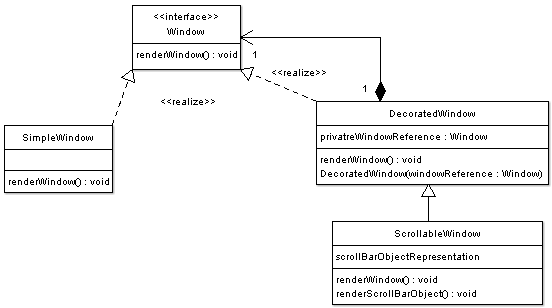 <<interface>>
Window
renderWindow() : void
1
<<realize>>
<<realize>>
1
SimpleWindow
renderWindow() : void
DecoratedWindow
privatreWindowReference : Window
renderWindow() : void
DecoratedWindow(windowReference : Window)
ScrollableWindow
scrollBarObjectRepresentation
renderWindow() : void
renderScrollBarObject() : void